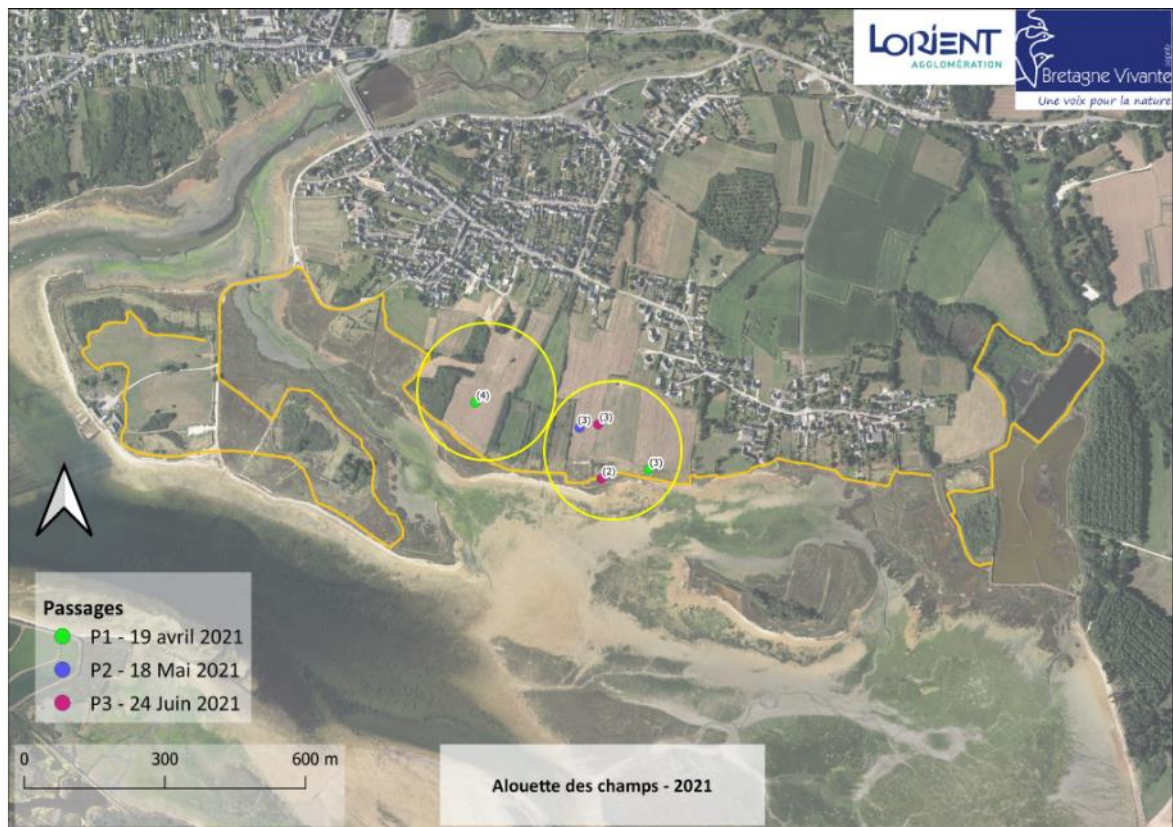 LORIENT
AGGLOMÉRATION
Bretagne Vivante
Une voix pour la nature
(4)
(3)
(3)
(3)
(2)
Passages
P1 - 19 avril 2021
P2 - 18 Mai 2021
P3 - 24 Juin 2021
0 300 600 m
Alouette des champs - 2021